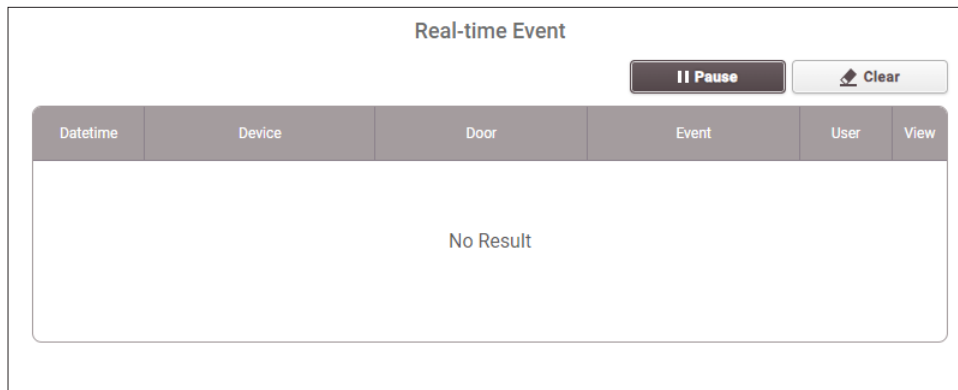 Real-time Event
Pause Clear
Datetime Device Door Event User View
No Result